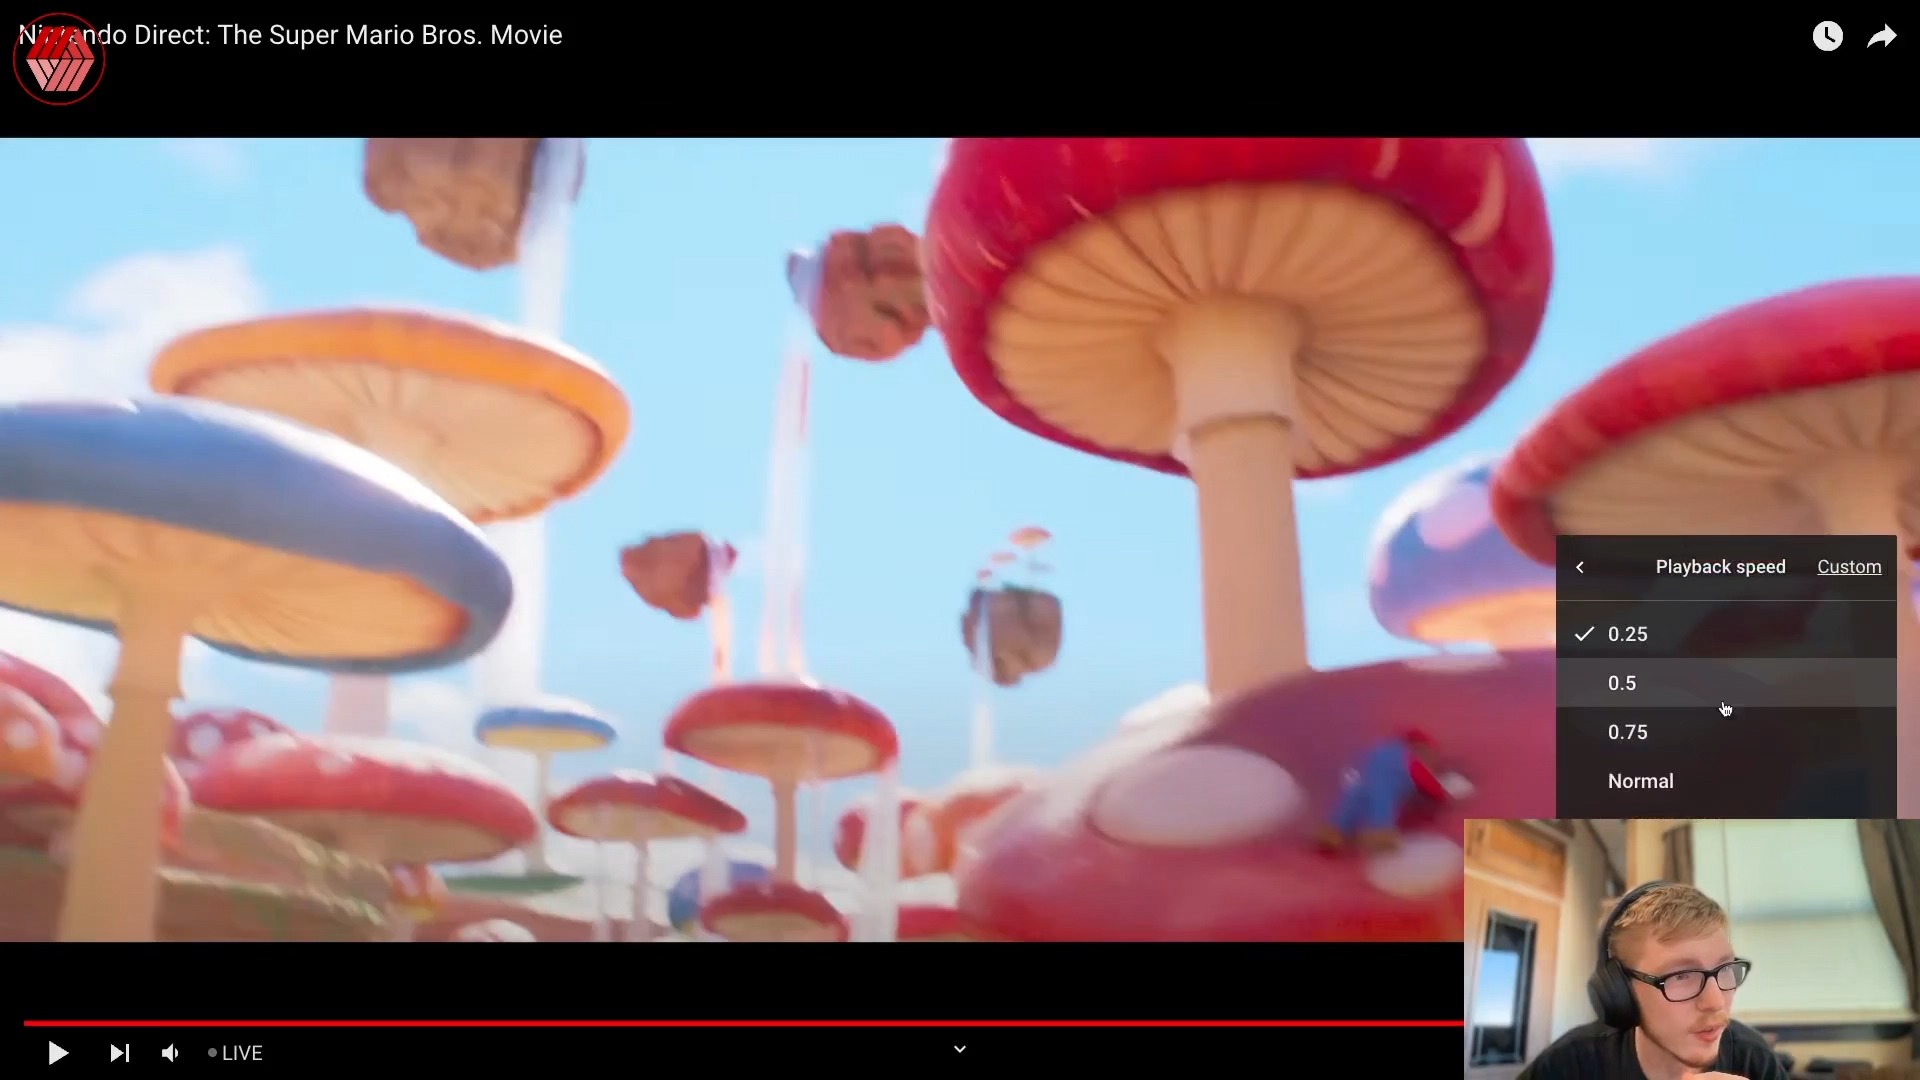 Nintendo Direct: The Super Mario Bros. Movie
Playback speed Custom
0.25
0.5
0.75
Normal
LIVE